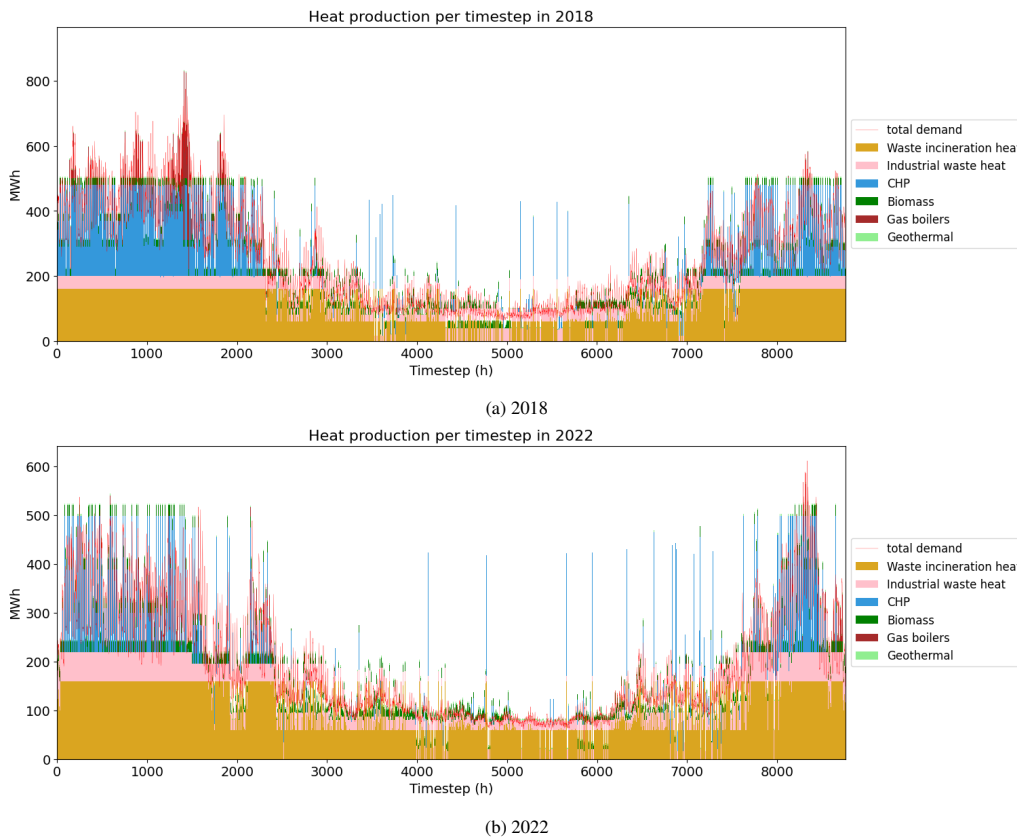 Heat production per timestep in 2018
MWh
800
600
400
200
0
0 1000 2000 3000 4000 5000 6000 7000 8000
Timestep (h)
total demand
Waste incineration heat
Industrial waste heat
CHP
Biomass
Gas boilers
Geothermal
(a) 2018
Heat production per timestep in 2022
MWh
600
500
400
300
200
100
0
0 1000 2000 3000 4000 5000 6000 7000 8000
Timestep (h)
total demand
Waste incineration heat
Industrial waste heat
CHP
Biomass
Gas boilers
Geothermal
(b) 2022